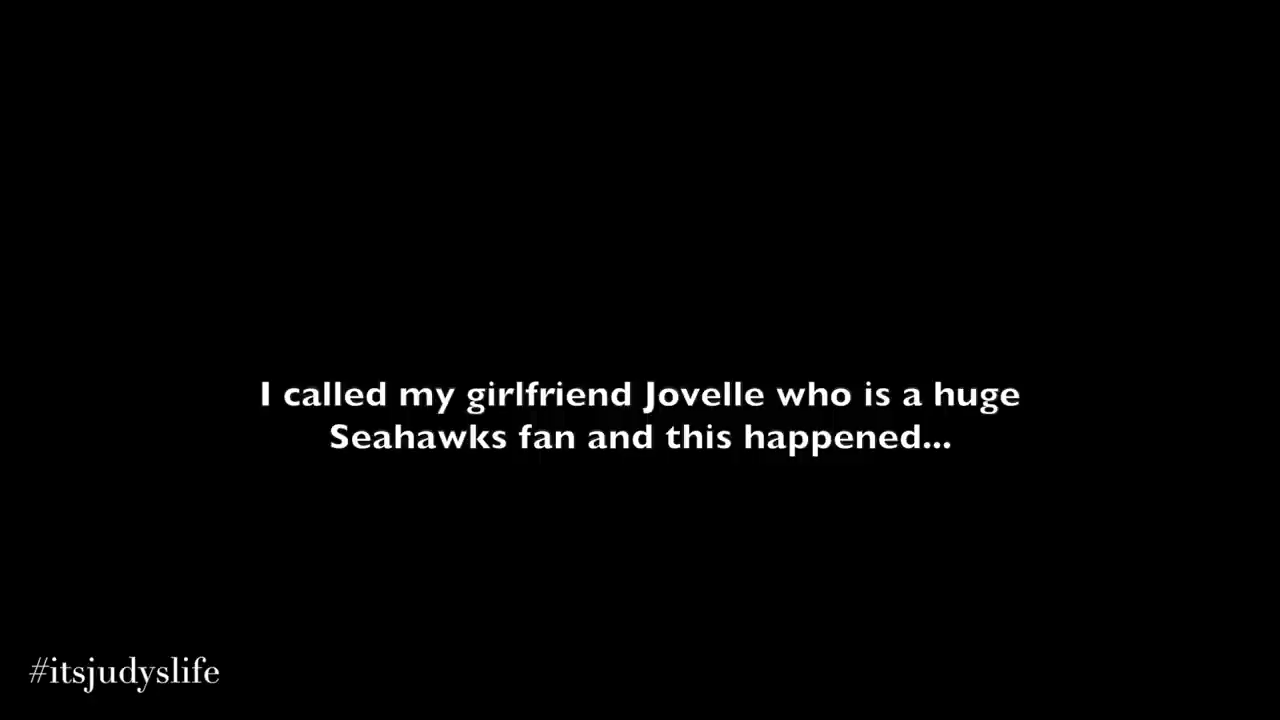 I called my girlfriend Jovelle who is a huge
Seahawks fan and this happened...
#itsjudyslife